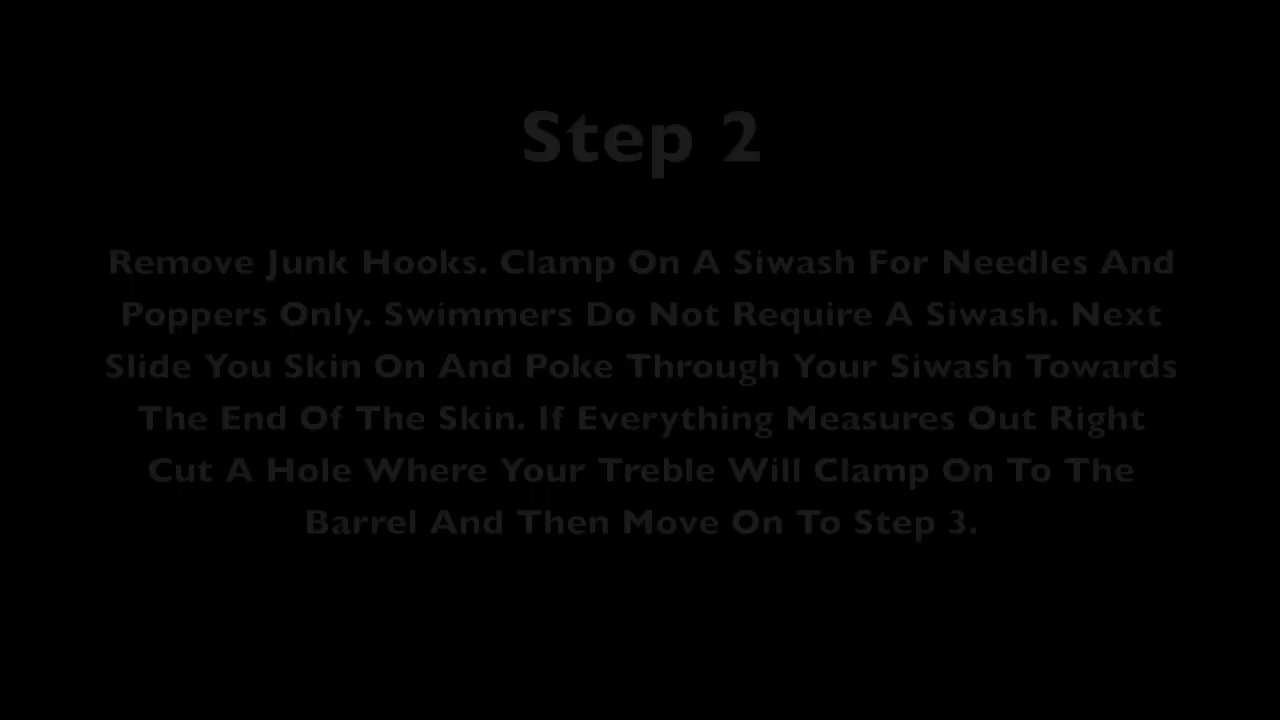 Step 2
Remove Junk Hooks. Clamp On A Siwash For Needles And
Poppers Only. Swimmers Do Not Require A Siwash. Next
Slide You Skin On And Poke Through Your Siwash Towards
The End Of The Skin. If Everything Measures Out Right
Cut A Hole Where Your Treble Will Clamp On To The
Barrel And Then Move On To Step 3.